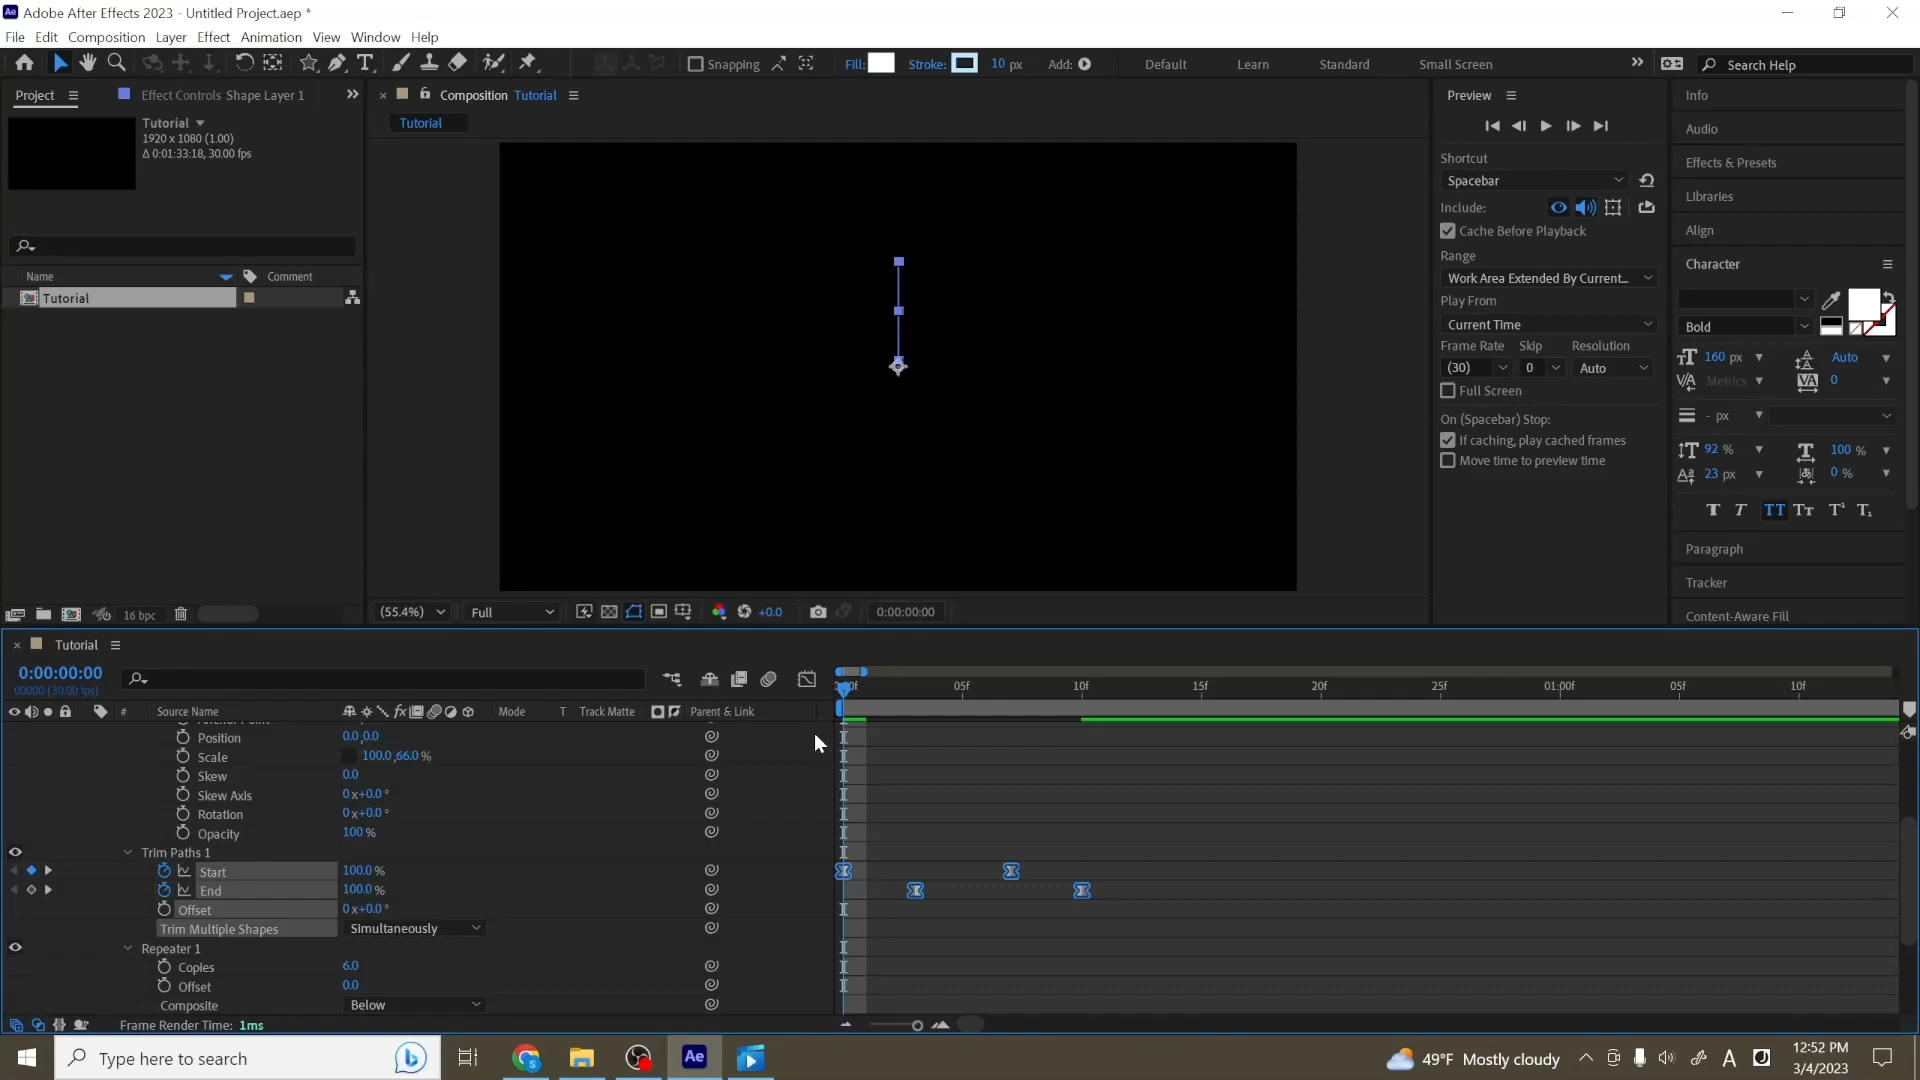 Adobe After Effects 2023 - Untitled Project.aep *
File Edit Composition Layer Effect Animation View Window Help
Snapping Fill: Stroke: 10 px Add: Default Learn Standard Small Screen Search Help
Project Effect Controls Shape Layer 1
Composition Tutorial
Preview
Info
Tutorial
1920 x 1080 (1.00)
Δ 0:01:33:18, 30.00 fps
Tutorial
Audio
Shortcut
Spacebar
Effects & Presets
Include:
Libraries
Cache Before Playback
Align
Range
Work Area Extended By Current...
Character
Name Comment
Tutorial
Play From
Current Time
Bold
Frame Rate Skip Resolution
(30) 0 Auto
160 px Auto
Metrics 0
Full Screen
- px
On (Spacebar) Stop:
If caching, play cached frames
Move time to preview time
92 % 100 %
23 px 0 %
Paragraph
Tracker
Content-Aware Fill
16 bpc
(55.4%) Full +0.0 0:00:00:00
Tutorial
0:00:00:00
00000 (30.00 fps)
05f 10f 15f 20f 25f 01:00f 05f 10f
# Source Name Mode T Track Matte Parent & Link
Position 0.0,0.0
Scale 100.0,66.0 %
Skew 0.0
Skew Axis 0 x+0.0 °
Rotation 0 x+0.0 °
Opacity 100 %
Trim Paths 1
Start 100.0 %
End 100.0 %
Offset 0 x+0.0 °
Trim Multiple Shapes Simultaneously
Repeater 1
Copies 6.0
Offset 0.0
Composite Below
Frame Render Time: 1ms
Type here to search
49°F Mostly cloudy
12:52 PM
3/4/2023